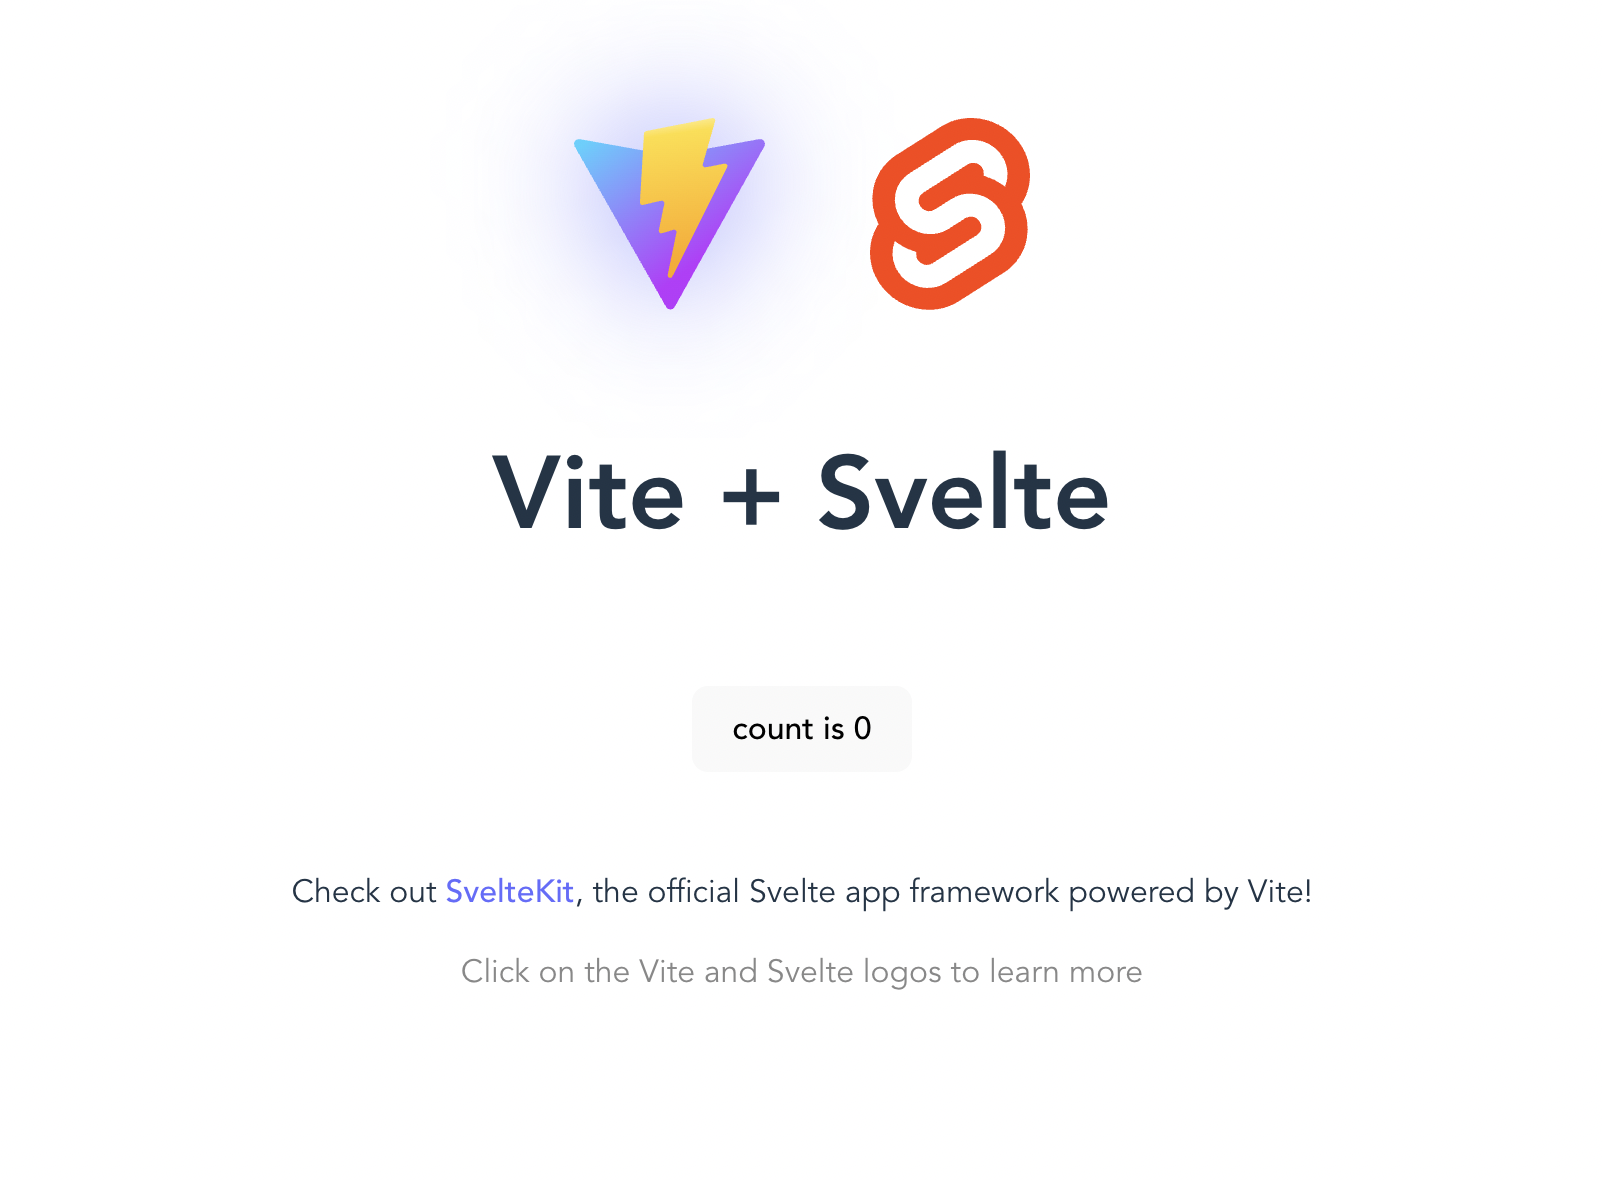 Vite + Svelte
count is 0
Check out SvelteKit, the official Svelte app framework powered by Vite!
Click on the Vite and Svelte logos to learn more